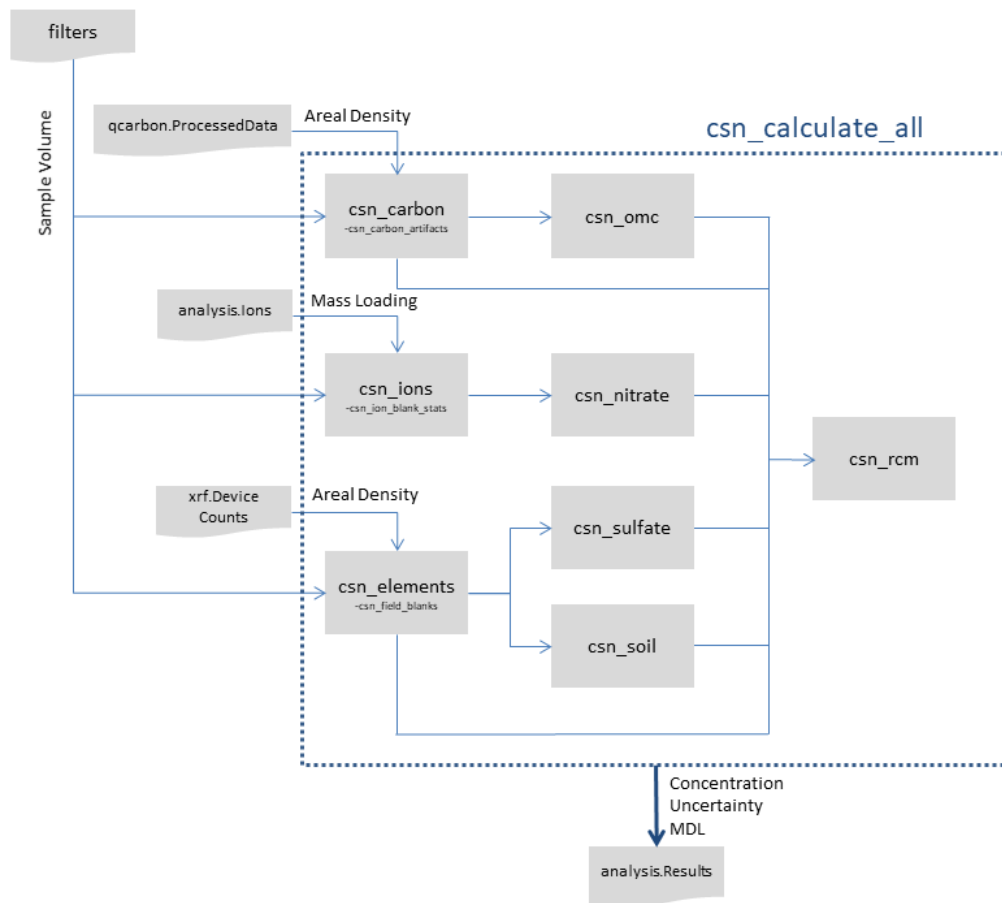 filters
Sample Volume
qcarbon.ProcessedData
Areal Density
csn_calculate_all
csn_carbon
-csn_carbon_artifacts
csn_omc
analysis.Ions
Mass Loading
csn_ions
-csn_ion_blank_stats
csn_nitrate
csn_rcm
xrf.Device
Counts
Areal Density
csn_elements
-csn_field_blanks
csn_sulfate
csn_soil
Concentration
Uncertainty
MDL
analysis.Results